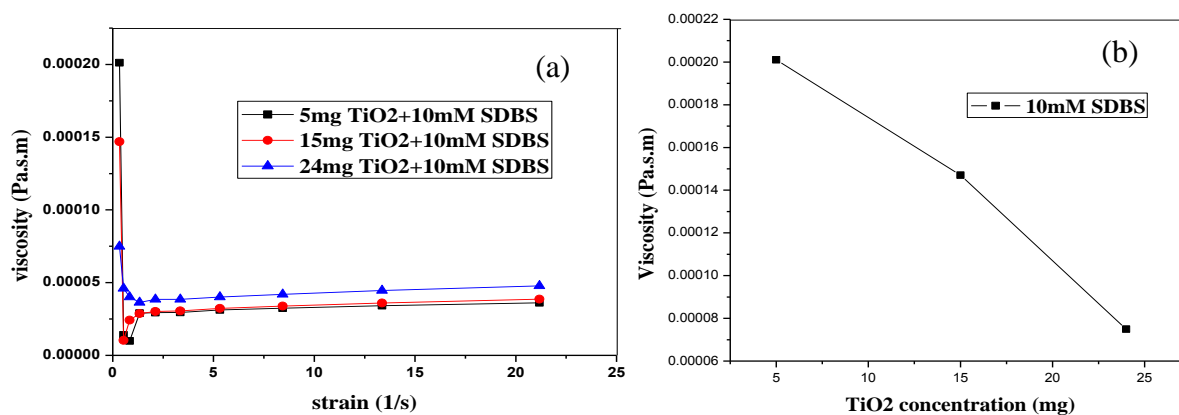 (a)
5mg TiO2+10mM SDBS
15mg TiO2+10mM SDBS
24mg TiO2+10mM SDBS
viscosity (Pa.s.m)
0.00020
0.00015
0.00010
0.00005
0.00000
0 5 10 15 20 25
strain (1/s)
(b)
10mM SDBS
Viscosity (Pa.s.m)
0.00022
0.00020
0.00018
0.00016
0.00014
0.00012
0.00010
0.00008
0.00006
5 10 15 20 25
TiO2 concentration (mg)